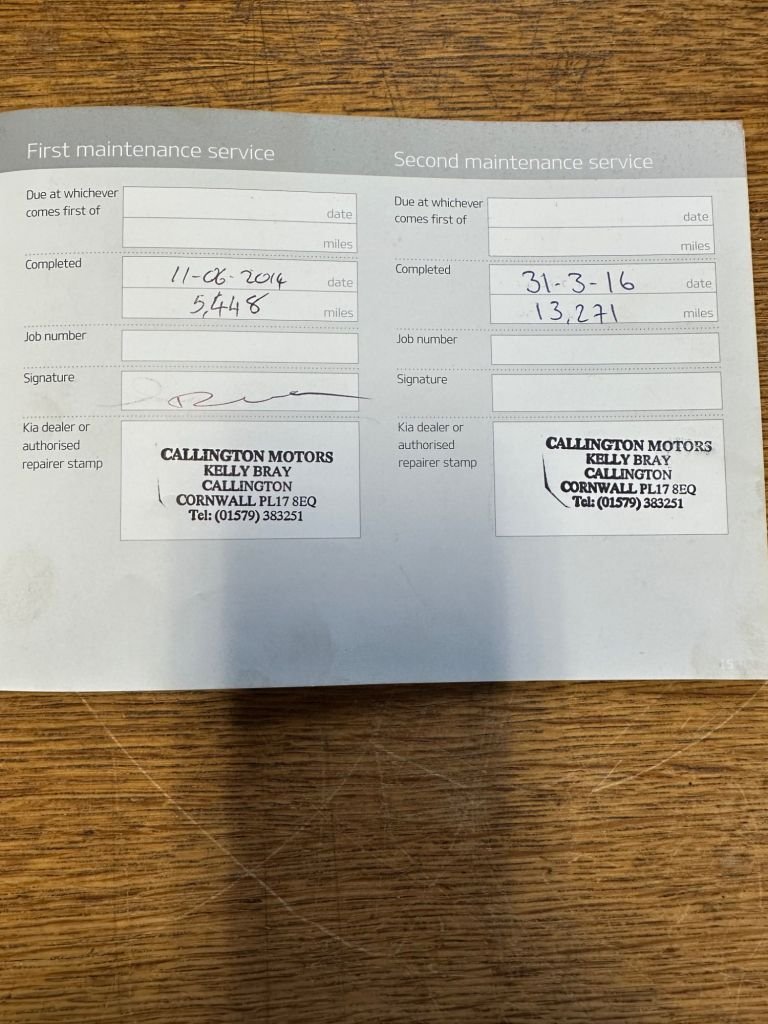 First maintenance service
Due at whichever
comes first of
date
miles
Completed
11-06-2014
date
5,448
miles
Job number
Signature
Kia dealer or
authorised
repairer stamp
CALLINGTON MOTORS
KELLY BRAY
CALLINGTON
CORNWALL PL17 8EQ
Tel: (01579) 383251
Second maintenance service
Due at whichever
comes first of
date
miles
Completed
31-3-16
date
13,271
miles
Job number
Signature
Kia dealer or
authorised
repairer stamp
CALLINGTON MOTORS
KELLY BRAY
CALLINGTON
CORNWALL PL17 8EQ
Tel: (01579) 383251